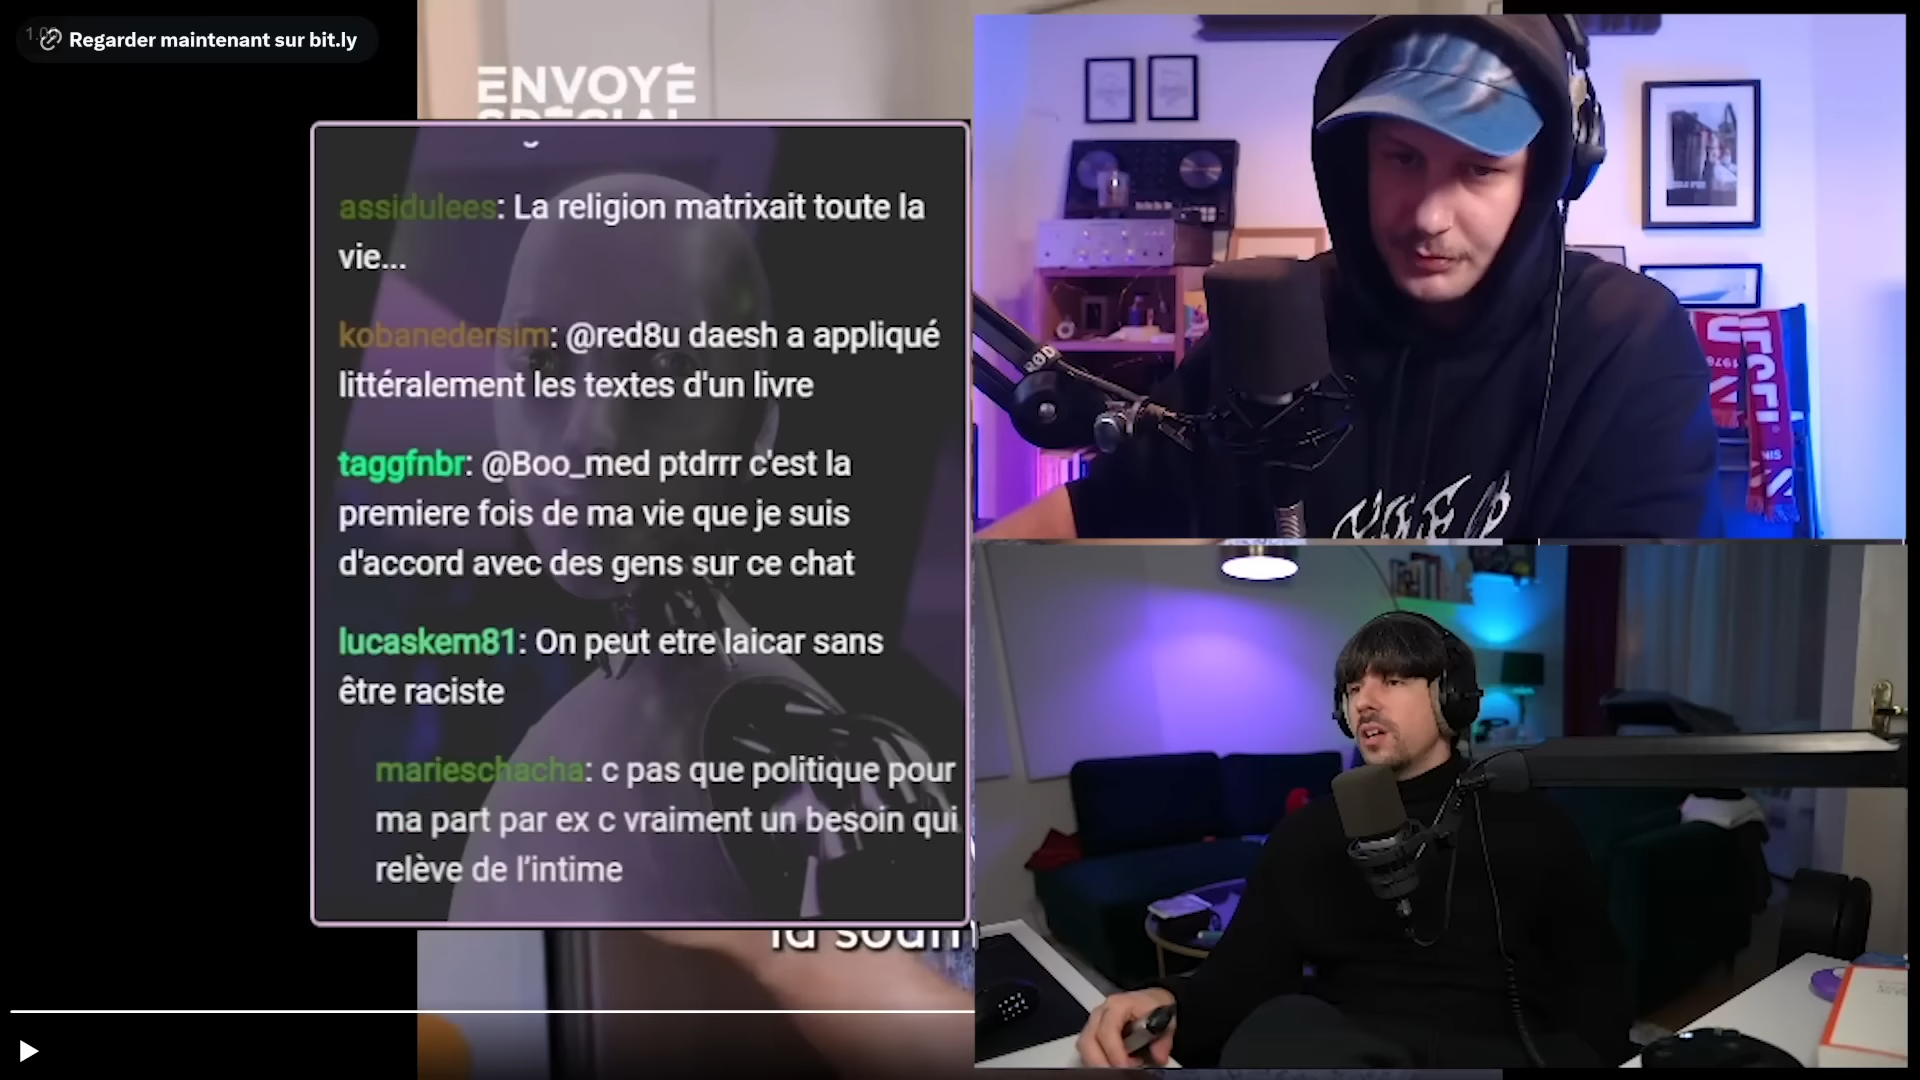 Regarder maintenant sur bit.ly
ENVOYÉ
SPÉCIAL
assidulees: La religion matrixait toute la
vie...
kobanedersim: @red8u daesh a appliqué
littéralement les textes d'un livre
taggfnbr: @Boo_med ptdrrr c'est la
premiere fois de ma vie que je suis
d'accord avec des gens sur ce chat
lucaskem81: On peut etre laicar sans
être raciste
marieschacha: c pas que politique pour
ma part par ex c vraiment un besoin qui
relève de l’intime
RØD